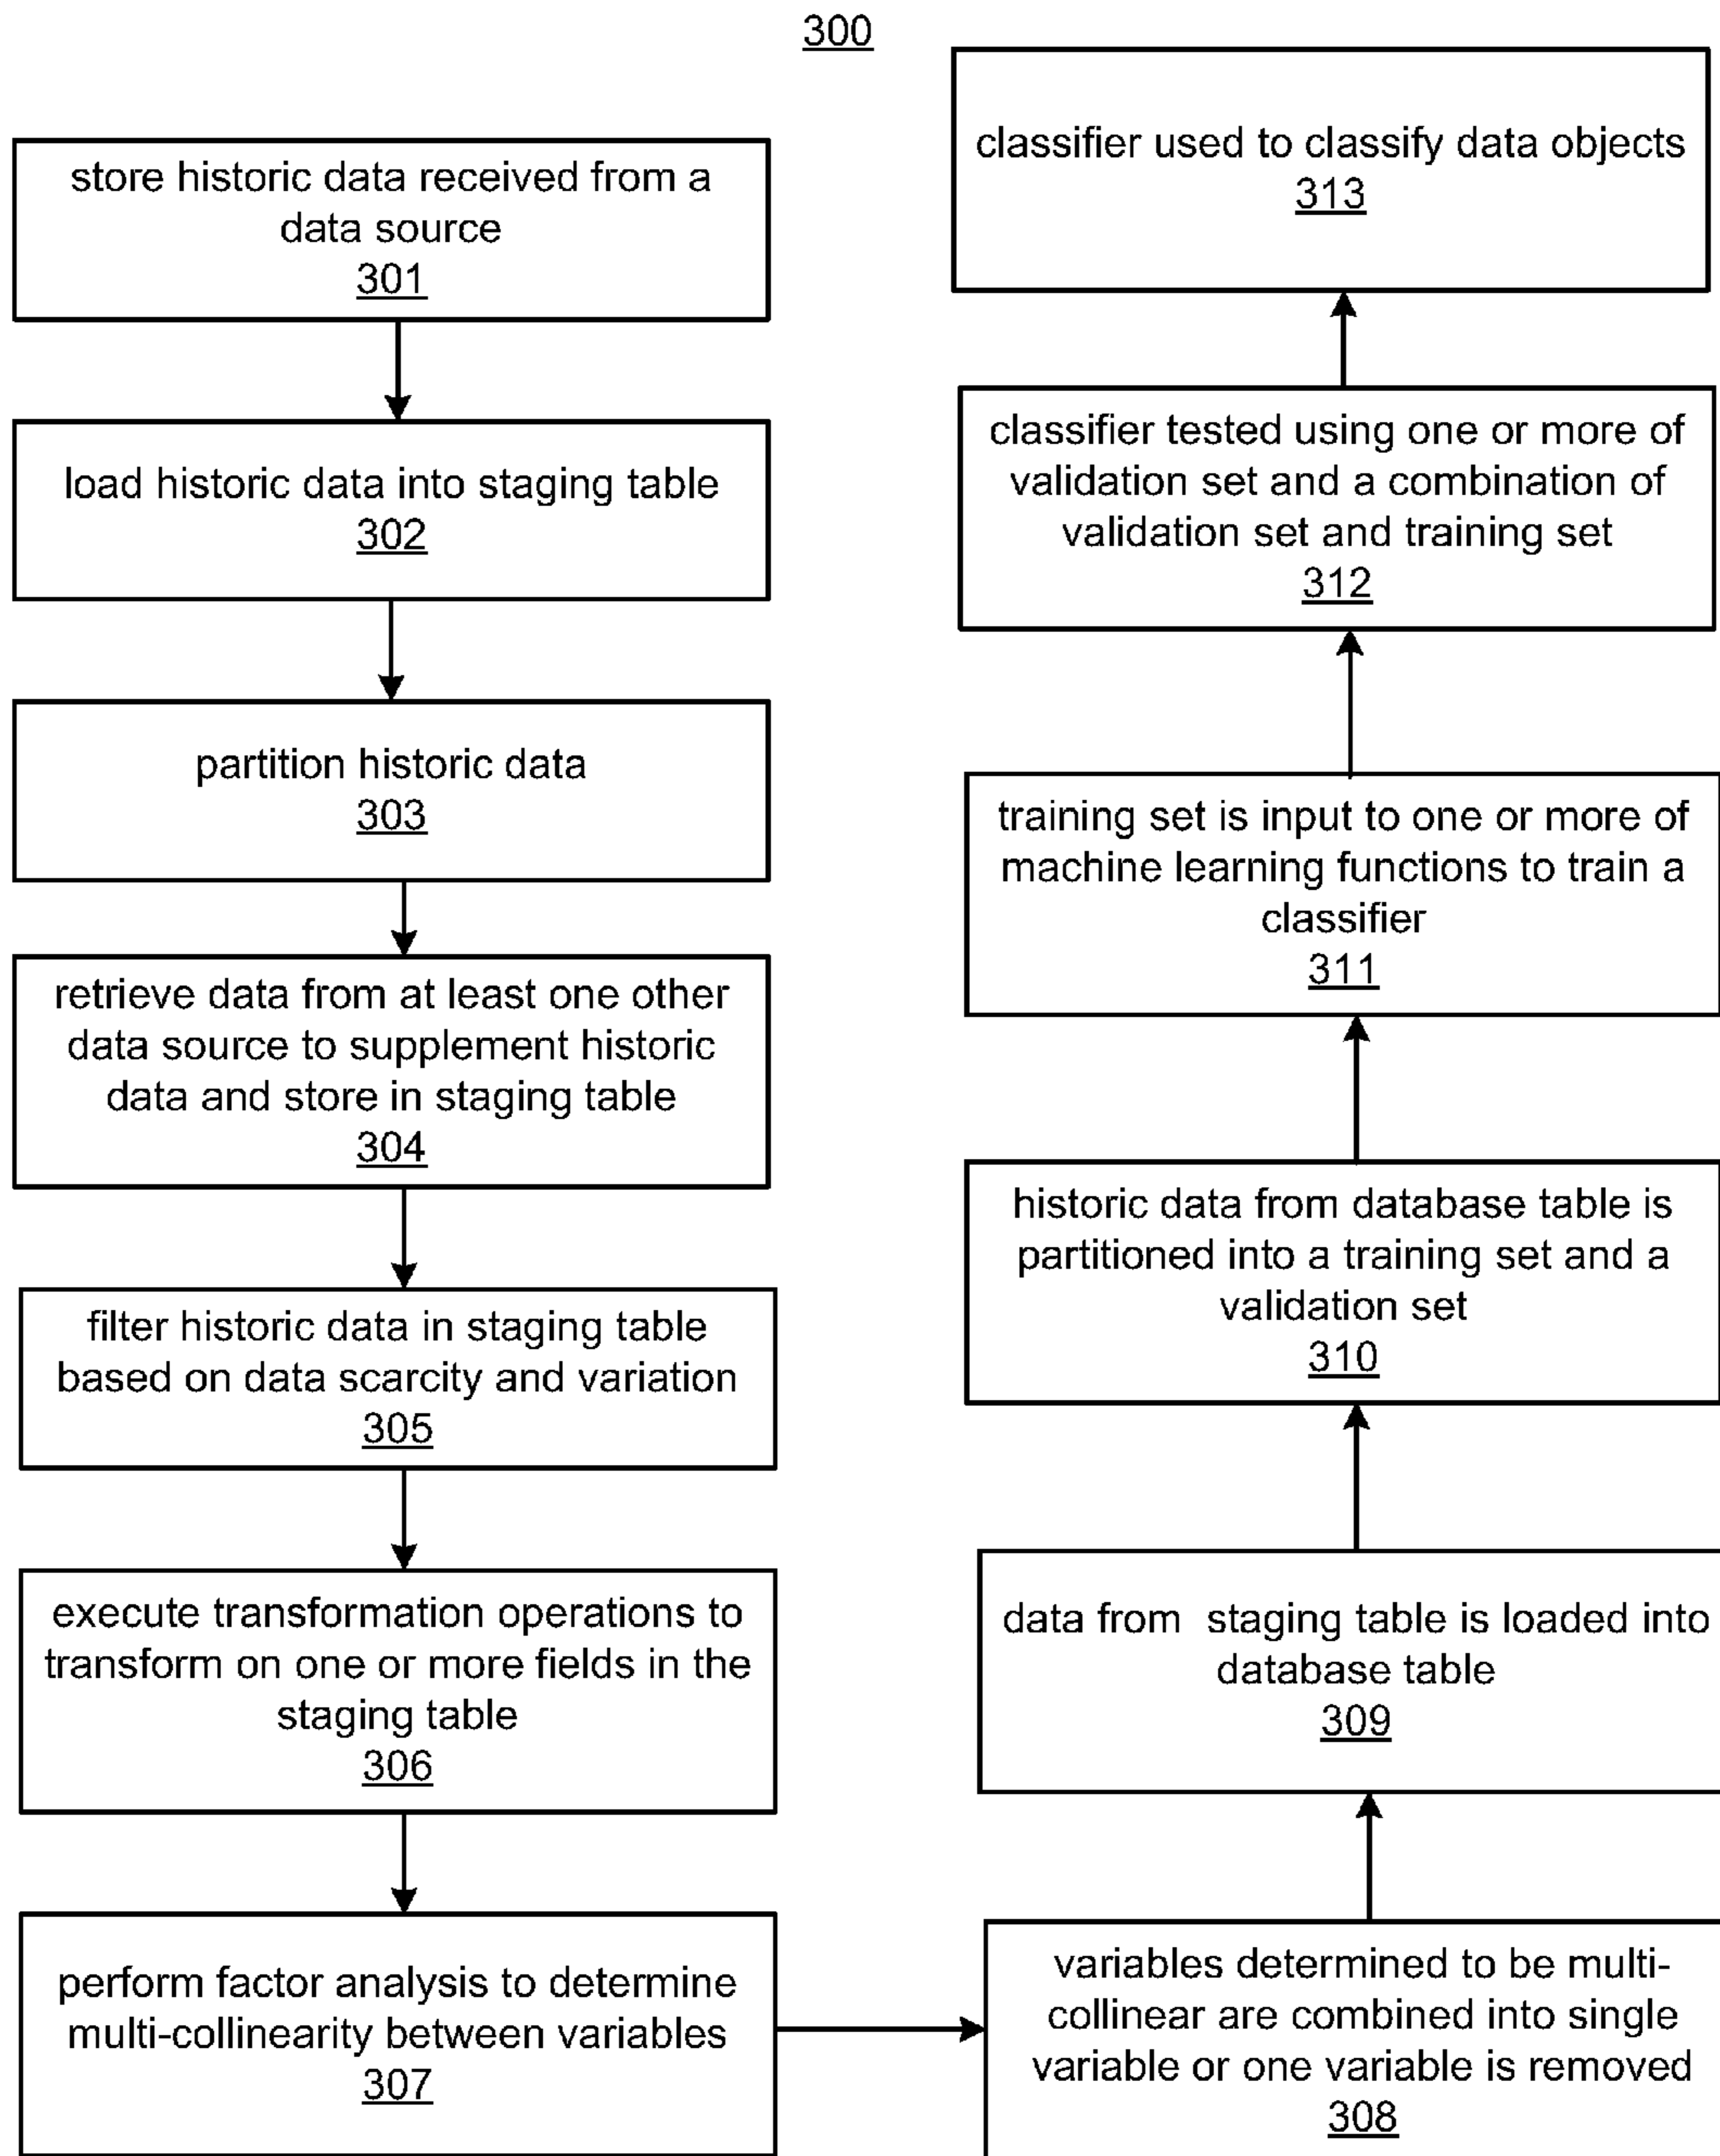 300
store historic data received from a
data source
301
load historic data into staging table
302
partition historic data
303
retrieve data from at least one other
data source to supplement historic
data and store in staging table
304
filter historic data in staging table
based on data scarcity and variation
305
execute transformation operations to
transform on one or more fields in the
staging table
306
perform factor analysis to determine
multi-collinearity between variables
307
variables determined to be multi-
collinear are combined into single
variable or one variable is removed
308
data from staging table is loaded into
database table
309
historic data from database table is
partitioned into a training set and a
validation set
310
training set is input to one or more of
machine learning functions to train a
classifier
311
classifier tested using one or more of
validation set and a combination of
validation set and training set
312
classifier used to classify data objects
313